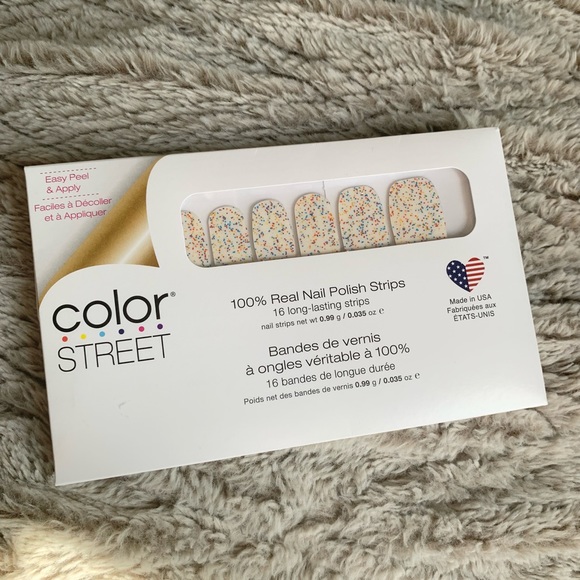 Easy Peel
& Apply
Faciles à Décoller
et à Appliquer
color®
STREET
100% Real Nail Polish Strips
16 long-lasting strips
nail strips net wt 0.99 g / 0.035 oz ℮
Bandes de vernis
à ongles véritable à 100%
16 bandes de longue durée
Poids net des bandes de vernis 0.99 g / 0.035 oz ℮
™
Made in USA
Fabriquées aux
ÉTATS-UNIS